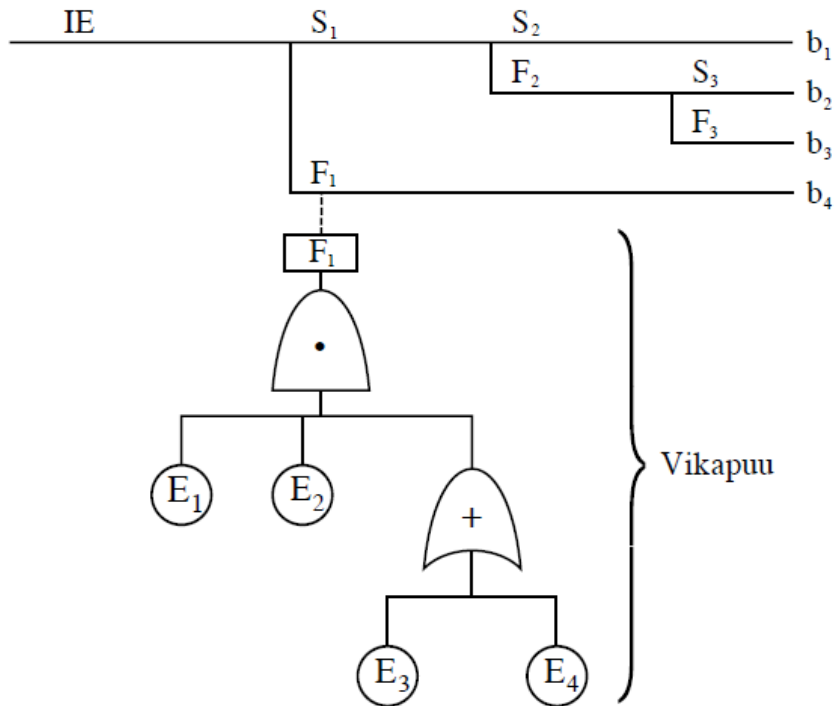 IE S₁ S₂ b₁
F₂ S₃ b₂
F₃ b₃
F₁ b₄
F₁
•
Vikapuu
E₁ E₂
+
E₃ E₄